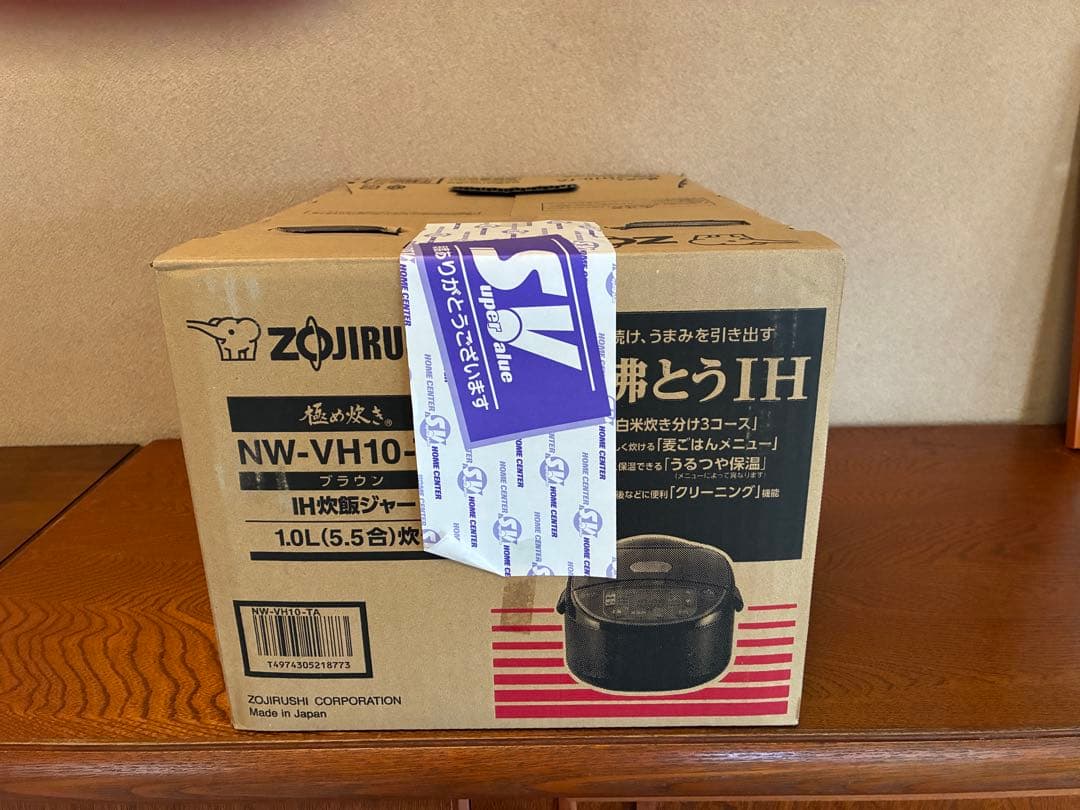 ZOJIRU
極め炊き®
NW-VH10-
ブラウン
IH炊飯ジャー
1.0L(5.5合)炊
NW-VH10-TA
T4974305218773
ZOJIRUSHI CORPORATION
Made in Japan
SV
Super Value
ありがとうございます
HOME CENTER
続け、うまみを引き出す
沸とうIH
白米炊き分け3コース」
く炊ける「麦ごはんメニュー」
保温できる「うるつや保温」
(メニューによって異なります)
後などに便利「クリーニング」機能